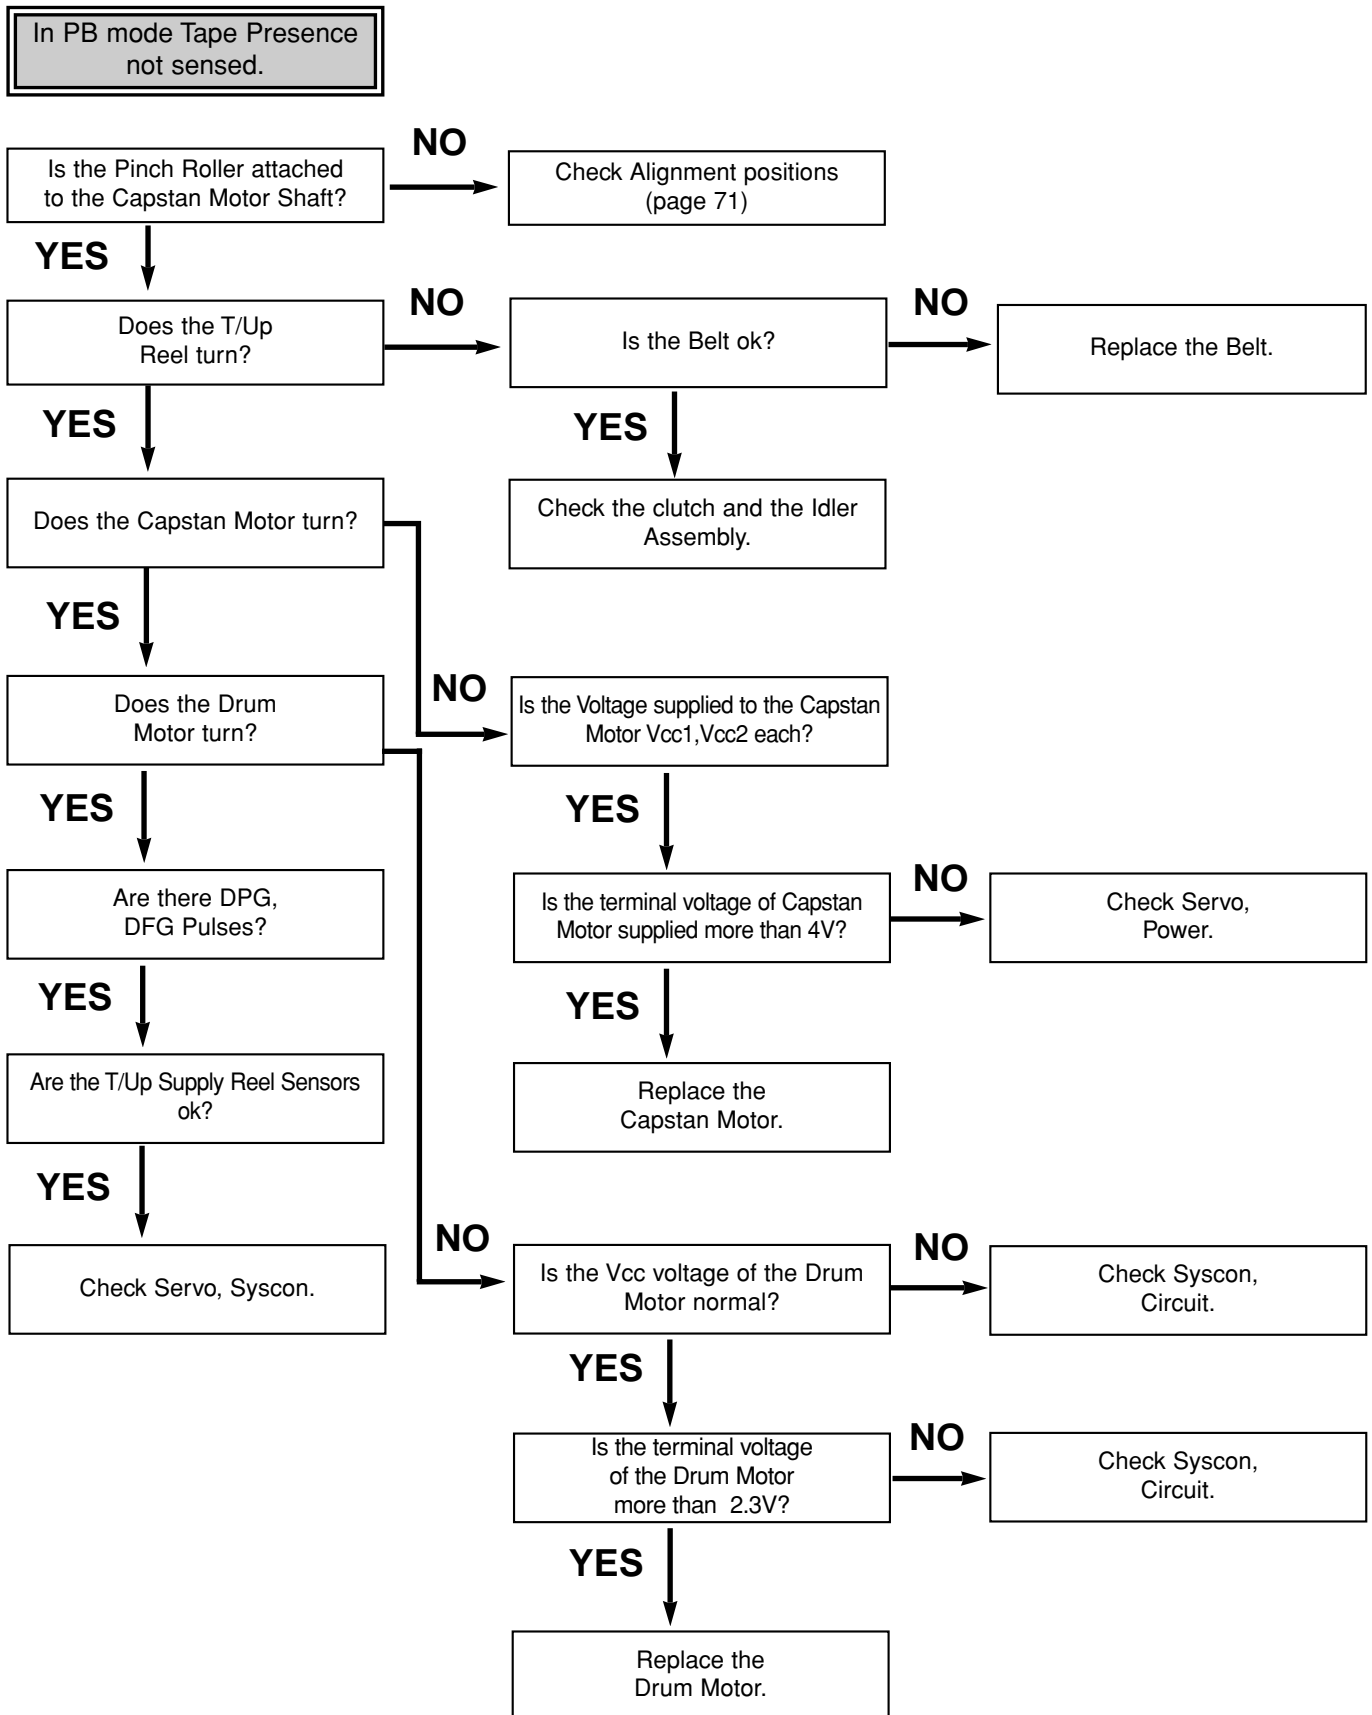 In PB mode Tape Presence
not sensed.
Is the Pinch Roller attached
to the Capstan Motor Shaft?
NO
Check Alignment positions
(page 71)
YES
Does the T/Up
Reel turn?
NO
Is the Belt ok?
NO
Replace the Belt.
YES
YES
Does the Capstan Motor turn?
Check the clutch and the Idler
Assembly.
YES
Does the Drum
Motor turn?
NO
Is the Voltage supplied to the Capstan
Motor Vcc1,Vcc2 each?
YES
YES
Are there DPG,
DFG Pulses?
Is the terminal voltage of Capstan
Motor supplied more than 4V?
NO
Check Servo,
Power.
YES
YES
Are the T/Up Supply Reel Sensors
ok?
Replace the
Capstan Motor.
YES
Check Servo, Syscon.
NO
Is the Vcc voltage of the Drum
Motor normal?
NO
Check Syscon,
Circuit.
YES
Is the terminal voltage
of the Drum Motor
more than 2.3V?
NO
Check Syscon,
Circuit.
YES
Replace the
Drum Motor.